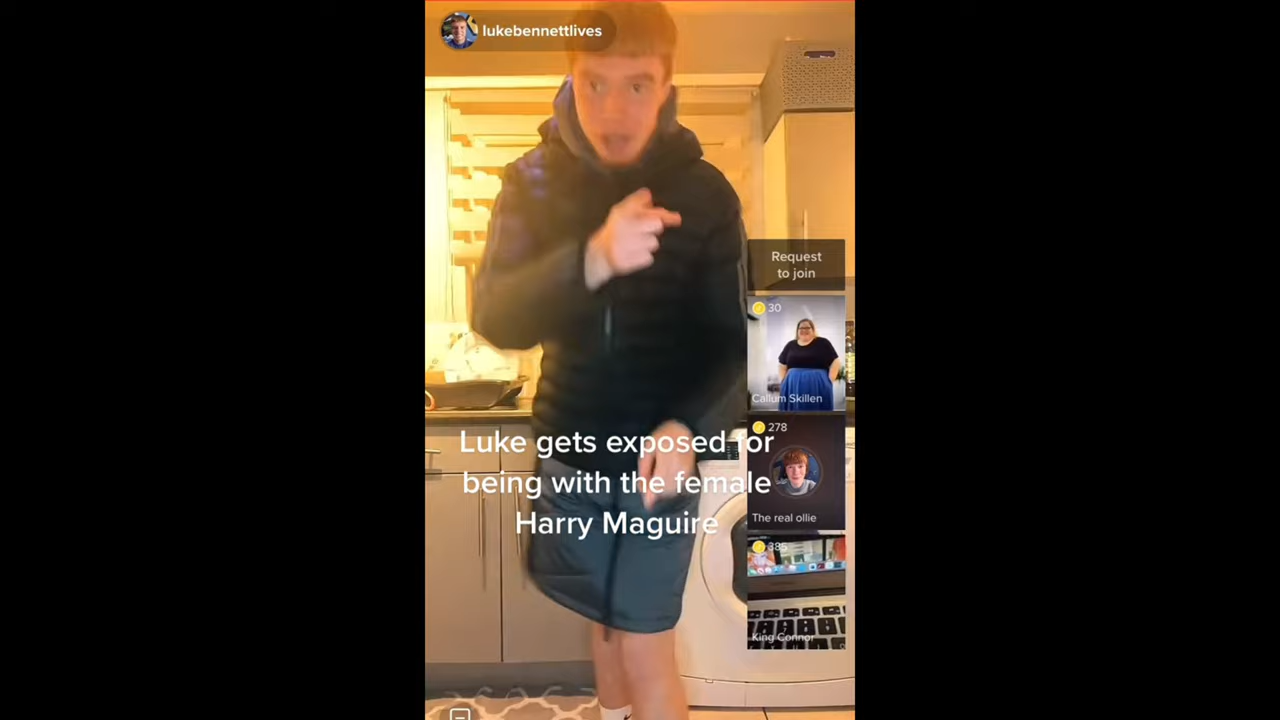 lukebennettlives
Request
to join
30
Callum Skillen
278
The real ollie
385
King Connor
Luke gets exposed for
being with the female
Harry Maguire